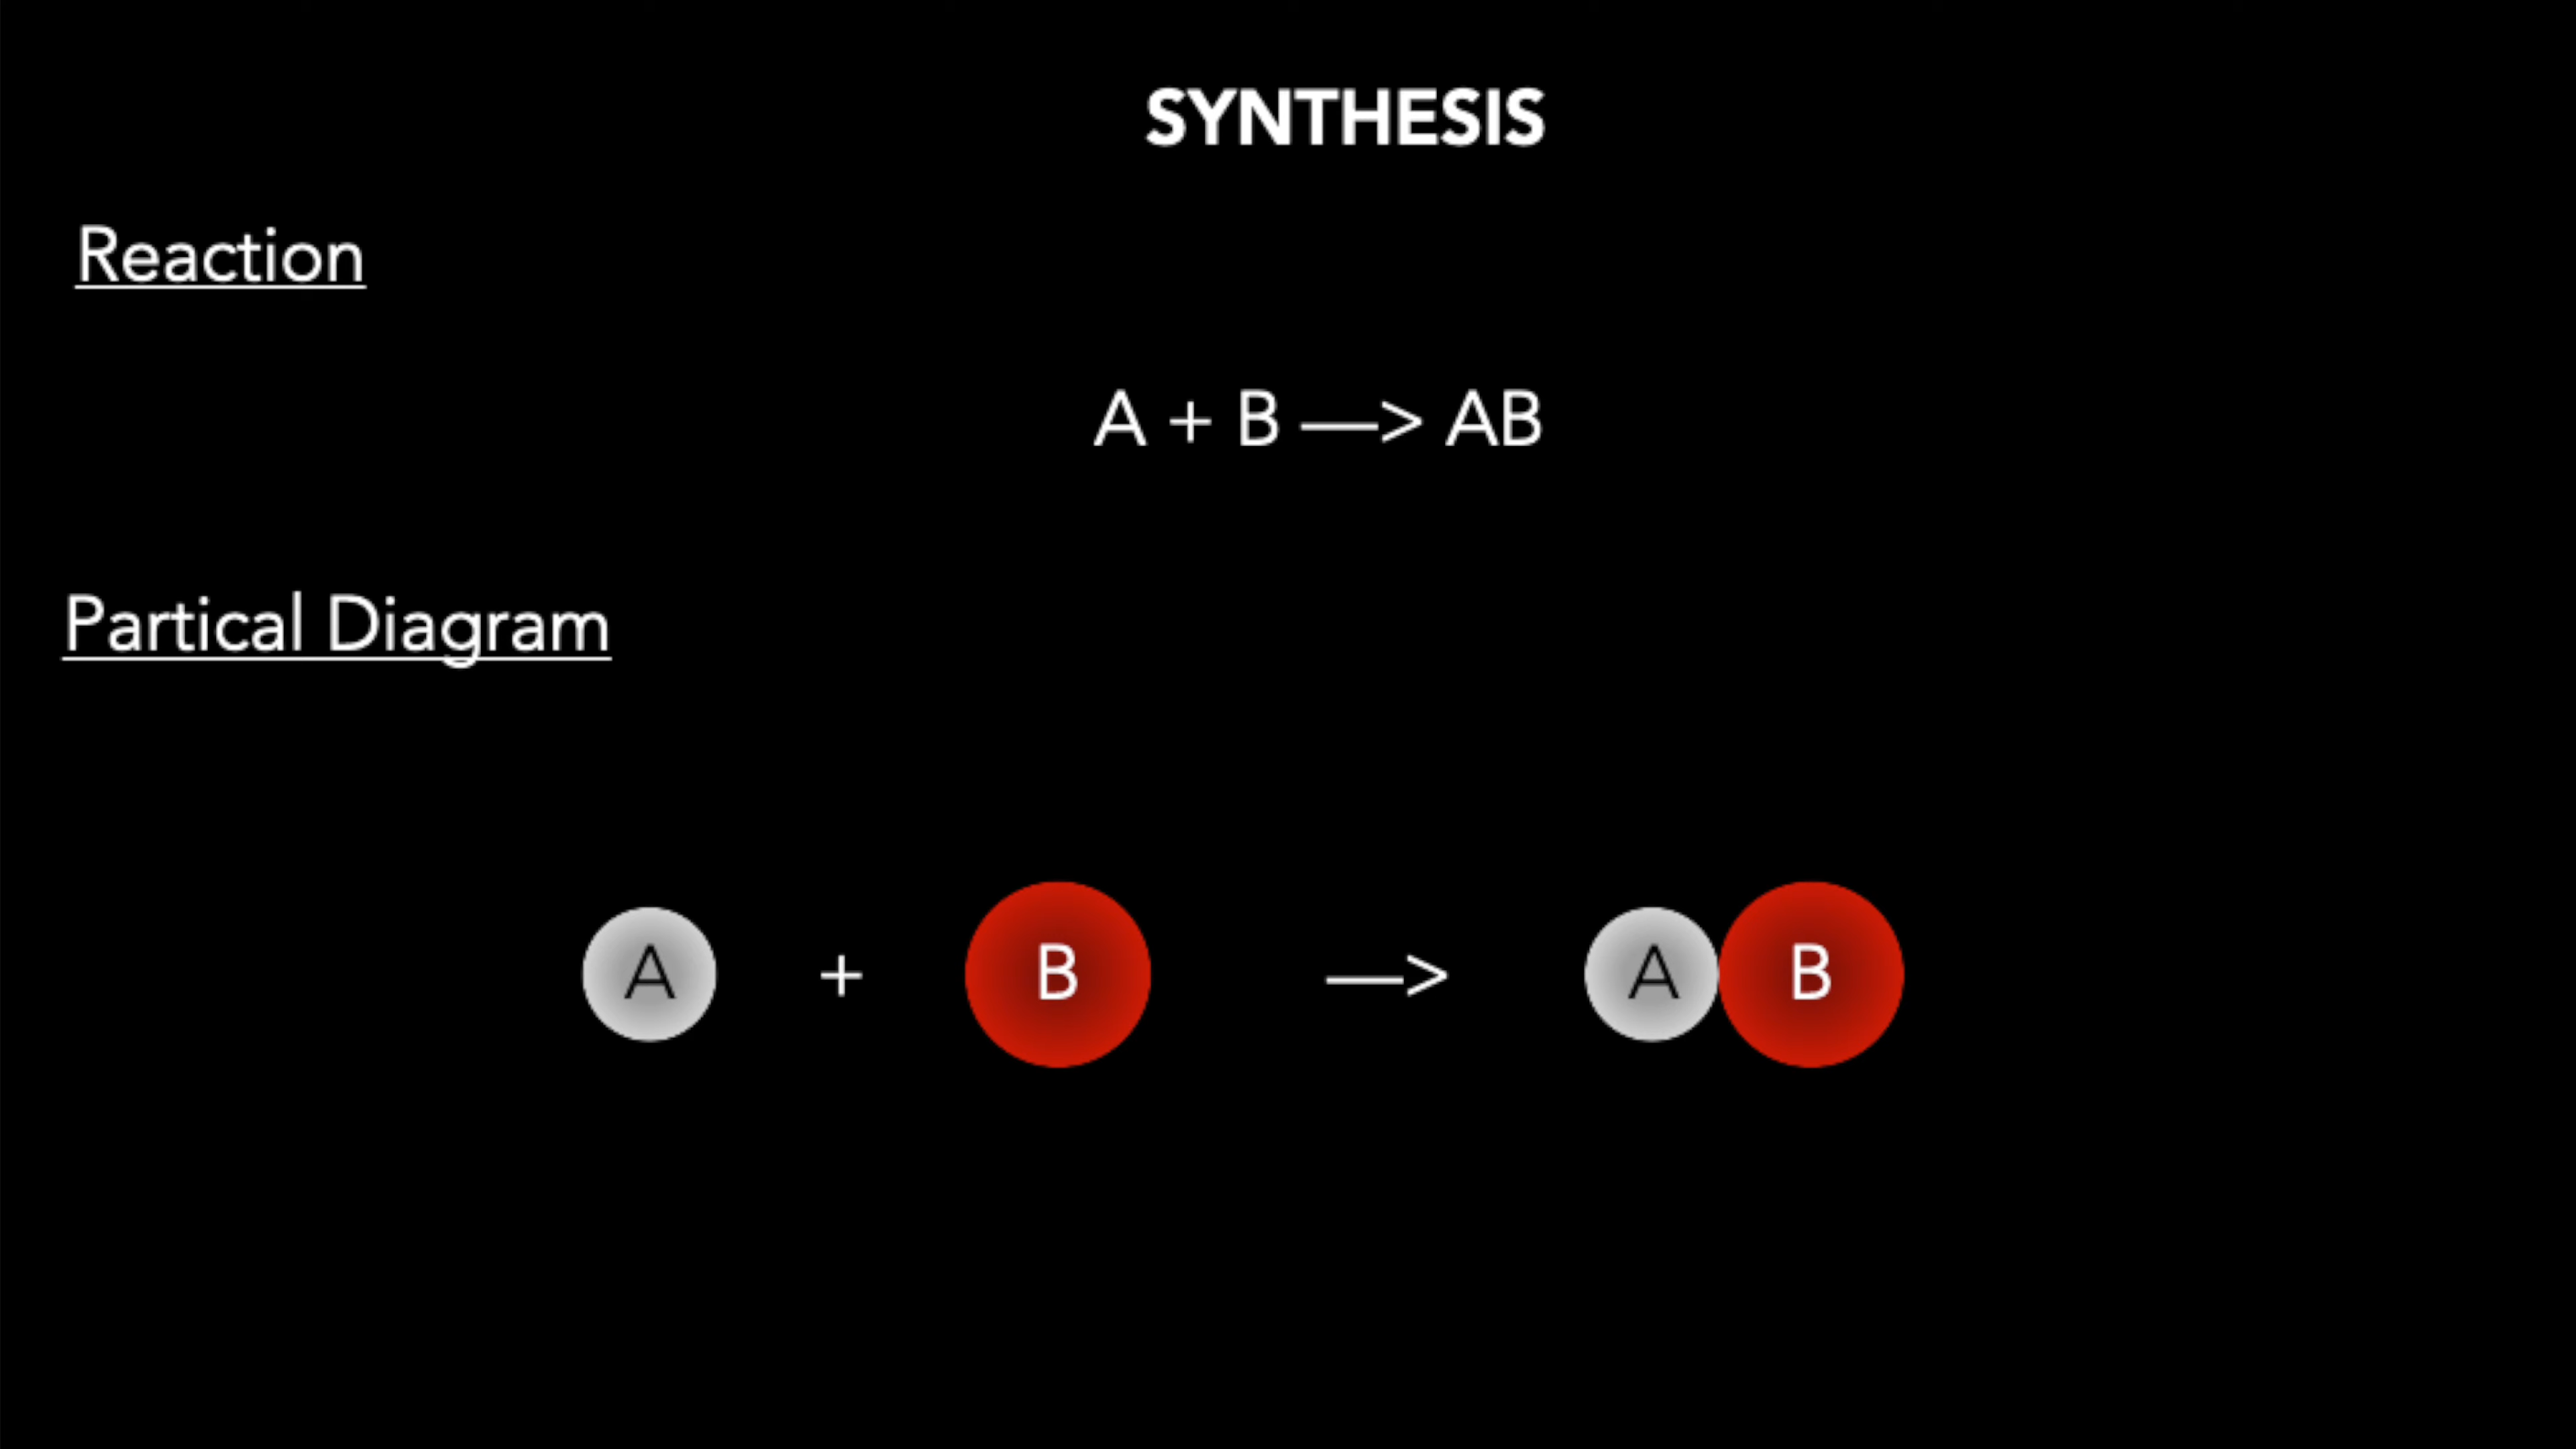 SYNTHESIS
Reaction
A + B —> AB
Partical Diagram
A + B —> A B